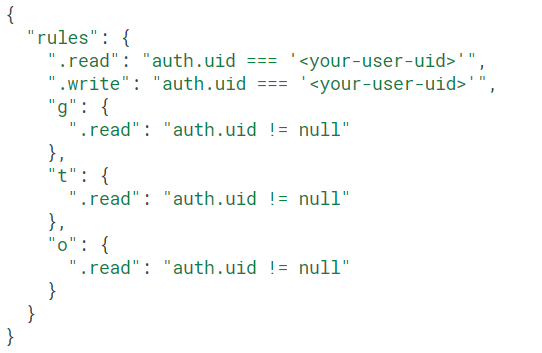 {
  "rules": {
    ".read": "auth.uid === '<your-user-uid>'",
    ".write": "auth.uid === '<your-user-uid>'",
    "g": {
      ".read": "auth.uid != null"
    },
    "t": {
      ".read": "auth.uid != null"
    },
    "o": {
      ".read": "auth.uid != null"
    }
  }
}